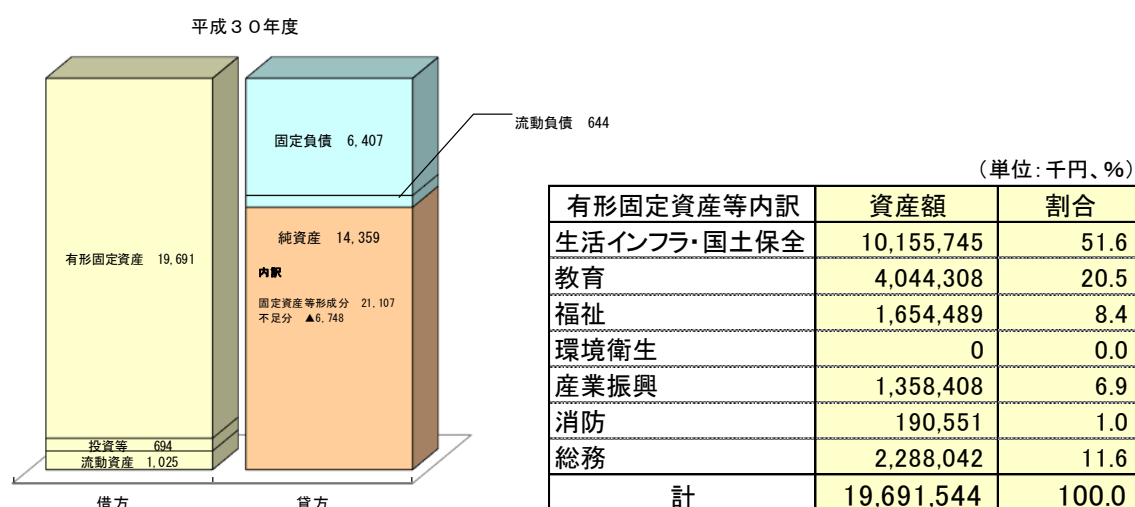 平成３０年度
固定負債 6,407
流動負債 644
純資産 14,359
内訳
固定資産等形成分 21,107
不足分 ▲6,748
有形固定資産 19,691
投資等 694
流動資産 1,025
借方 貸方
（単位：千円、%）
有形固定資産等内訳 資産額 割合
生活インフラ・国土保全 10,155,745 51.6
教育 4,044,308 20.5
福祉 1,654,489 8.4
環境衛生 0 0.0
産業振興 1,358,408 6.9
消防 190,551 1.0
総務 2,288,042 11.6
計 19,691,544 100.0